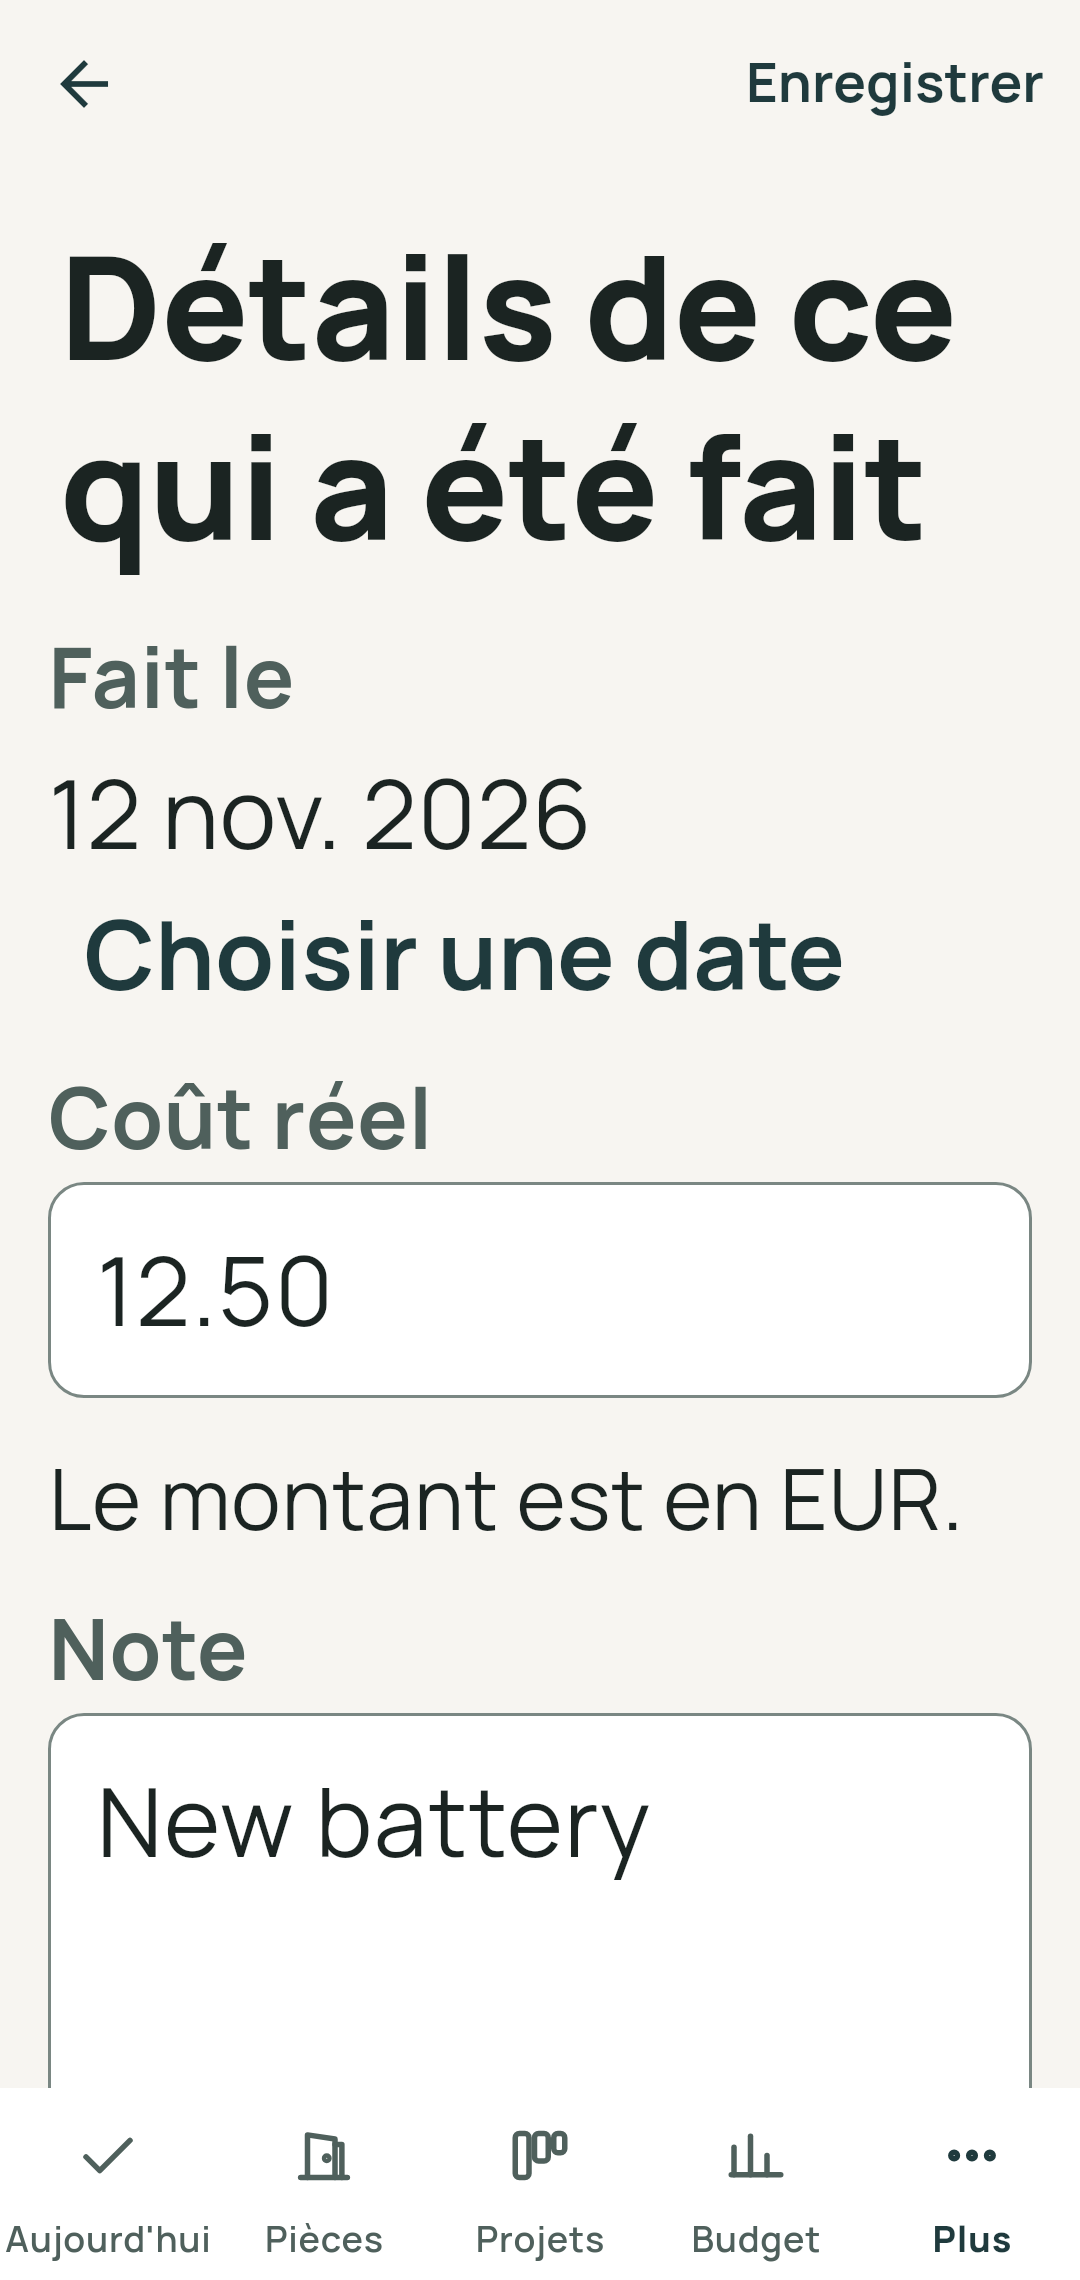 Enregistrer
Détails de ce
qui a été fait
Fait le
12 nov. 2026
Choisir une date
Coût réel
12.50
Le montant est en EUR.
Note
New battery
Aujourd'hui
Pièces
Projets
Budget
Plus